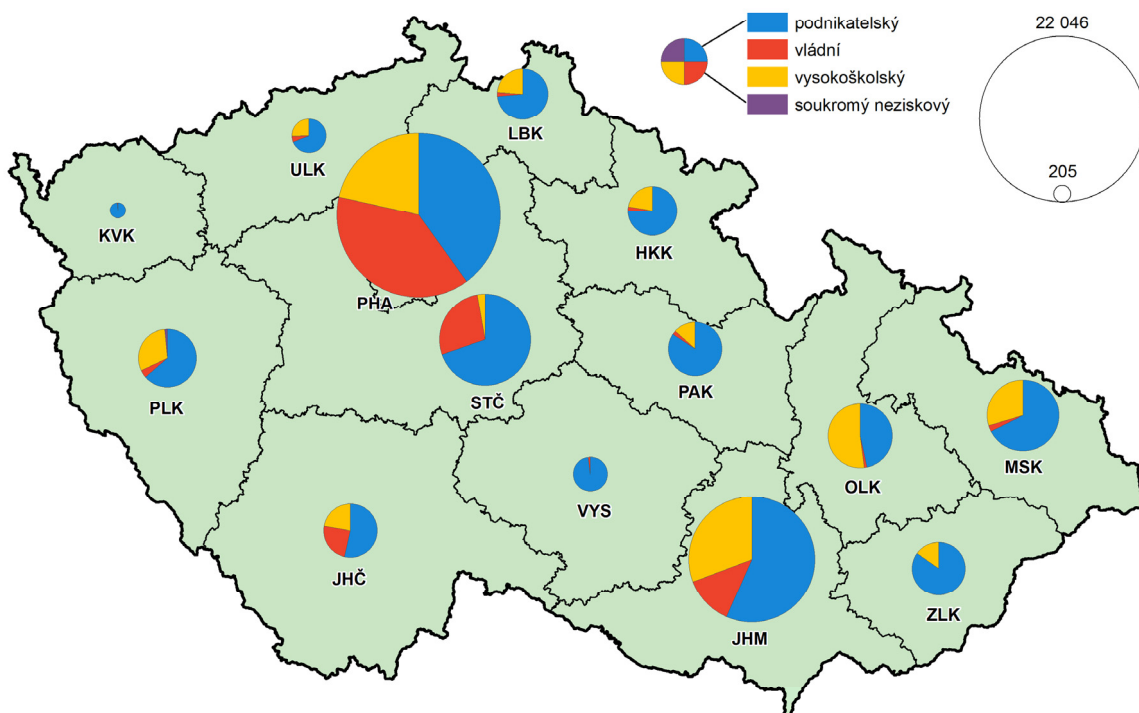 podnikatelský
vládní
vysokoškolský
soukromý neziskový
22 046
205
LBK
ULK
KVK
HKK
PHA
STČ
PAK
PLK
MSK
OLK
VYS
JHČ
ZLK
JHM